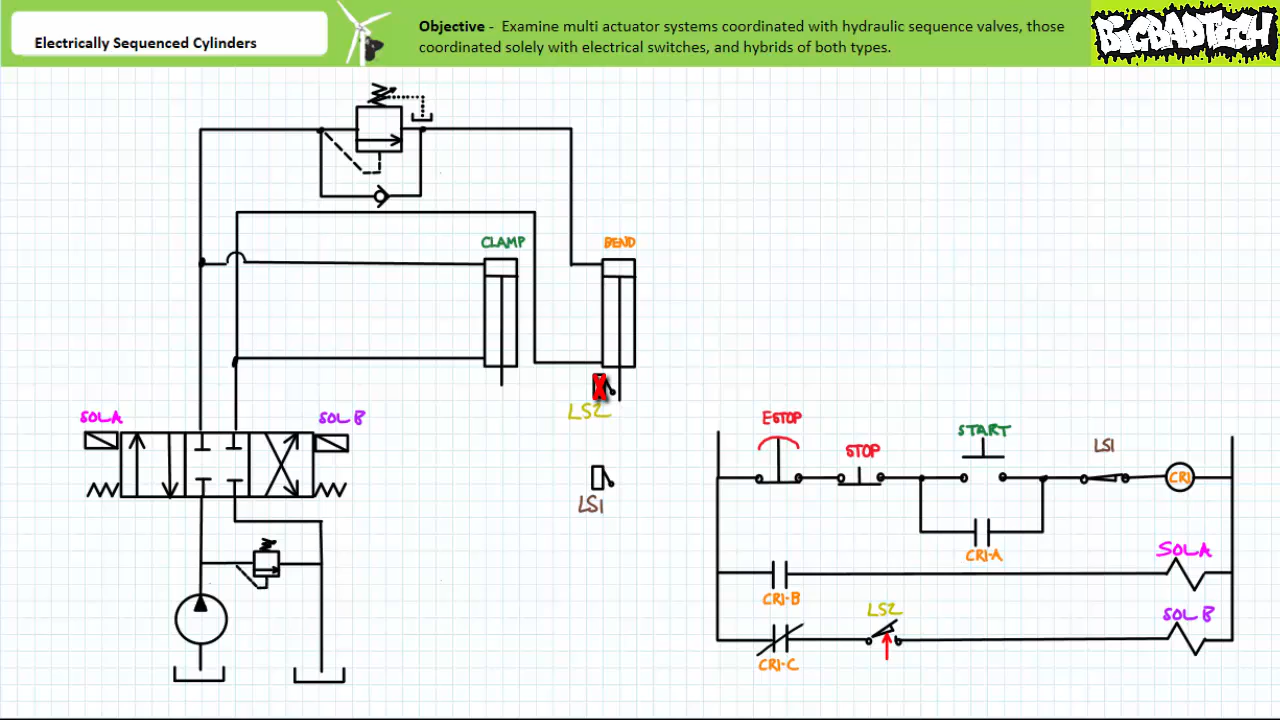 Electrically Sequenced Cylinders
Objective - Examine multi actuator systems coordinated with hydraulic sequence valves, those
coordinated solely with electrical switches, and hybrids of both types.
BIGBADTECH
CLAMP
BEND
LS2
SOL A
SOL B
LS1
ESTOP
STOP
START
LS1
CR1
CR1-A
SOL A
CR1-B
LS2
SOL B
CR1-C